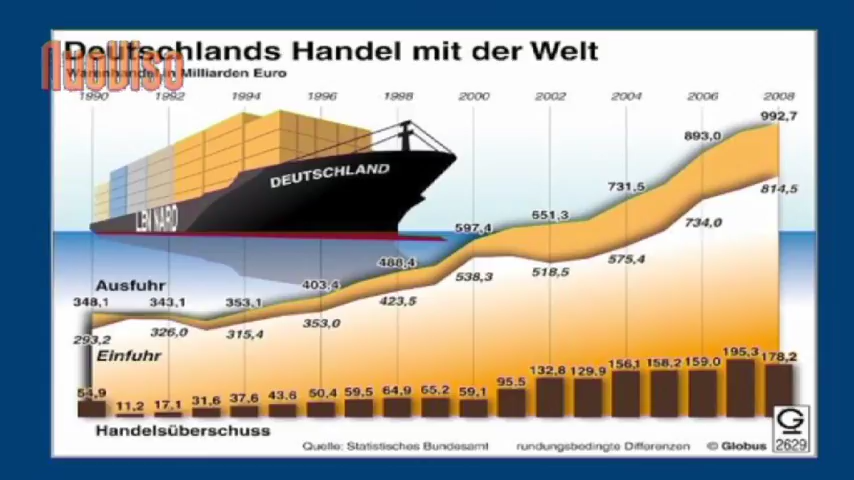 Deutschlands Handel mit der Welt
NuoViso
Warenhandel in Milliarden Euro
1990 1992 1994 1996 1998 2000 2002 2004 2006 2008
992,7
893,0
DEUTSCHLAND
731,5
814,5
651,3
734,0
597,4
488,4
575,4
538,3
518,5
Ausfuhr
403,4
423,5
348,1 343,1 353,1
353,0
326,0 315,4
293,2
Einfuhr
54,9 11,2 17,1 31,6 37,6 43,6 50,4 59,5 64,9 65,2 59,1 95,5 132,8 129,9 156,1 158,2 159,0 195,3 178,2
Handelsüberschuss
Quelle: Statistisches Bundesamt rundungsbedingte Differenzen © Globus
G
2629